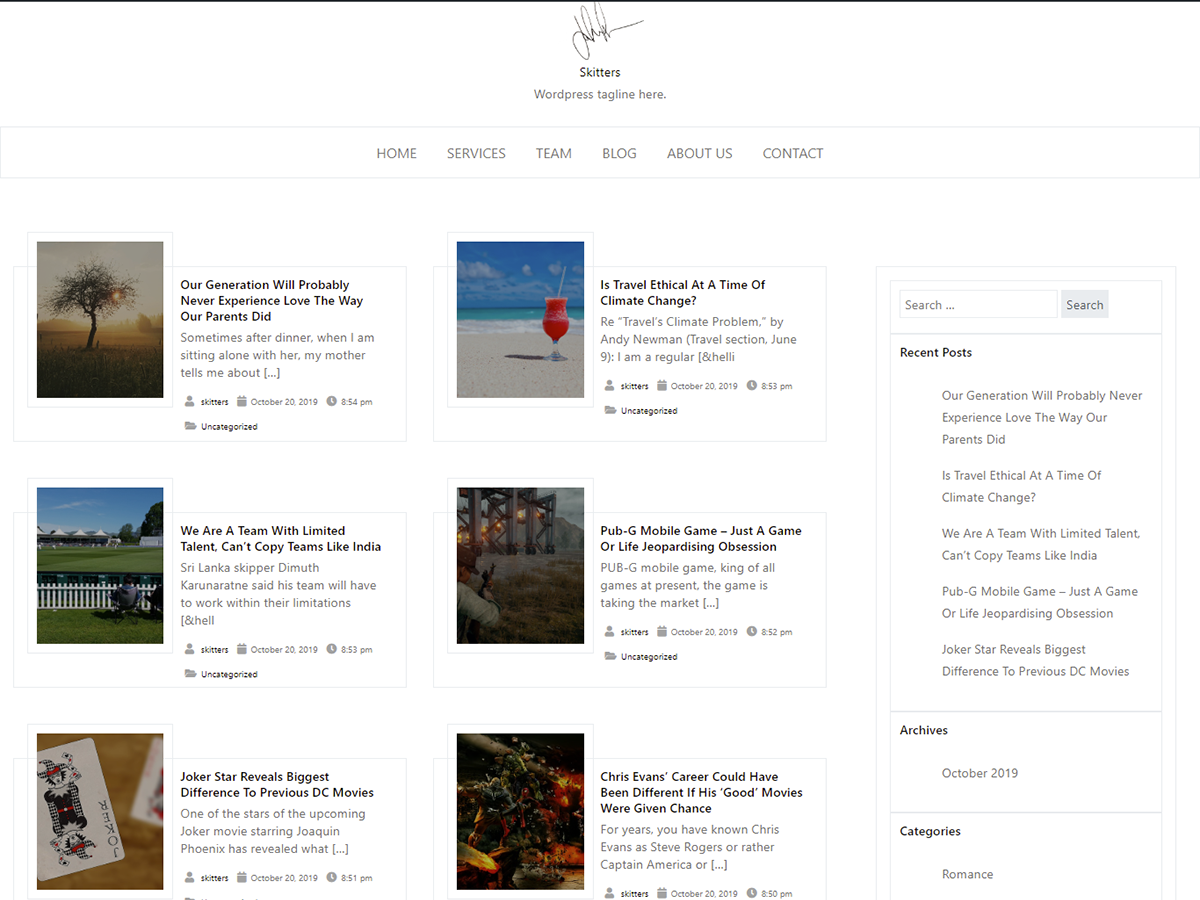 Skitters
Wordpress tagline here.
HOME SERVICES TEAM BLOG ABOUT US CONTACT
Our Generation Will Probably
Never Experience Love The Way
Our Parents Did
Sometimes after dinner, when I am
sitting alone with her, my mother
tells me about [...]
skitters October 20, 2019 8:54 pm
Uncategorized
Is Travel Ethical At A Time Of
Climate Change?
Re “Travel’s Climate Problem,” by
Andy Newman (Travel section, June
9): I am a regular [&helli
skitters October 20, 2019 8:53 pm
Uncategorized
We Are A Team With Limited
Talent, Can’t Copy Teams Like India
Sri Lanka skipper Dimuth
Karunaratne said his team will have
to work within their limitations
[&hell
skitters October 20, 2019 8:53 pm
Uncategorized
Pub-G Mobile Game – Just A Game
Or Life Jeopardising Obsession
PUB-G mobile game, king of all
games at present, the game is
taking the market [...]
skitters October 20, 2019 8:52 pm
Uncategorized
JOKER
Joker Star Reveals Biggest
Difference To Previous DC Movies
One of the stars of the upcoming
Joker movie starring Joaquin
Phoenix has revealed what [...]
skitters October 20, 2019 8:51 pm
Chris Evans’ Career Could Have
Been Different If His ‘Good’ Movies
Were Given Chance
For years, you have known Chris
Evans as Steve Rogers or rather
Captain America or [...]
skitters October 20, 2019 8:50 pm
Search ... Search
Recent Posts
Our Generation Will Probably Never
Experience Love The Way Our
Parents Did
Is Travel Ethical At A Time Of
Climate Change?
We Are A Team With Limited Talent,
Can’t Copy Teams Like India
Pub-G Mobile Game – Just A Game
Or Life Jeopardising Obsession
Joker Star Reveals Biggest
Difference To Previous DC Movies
Archives
October 2019
Categories
Romance